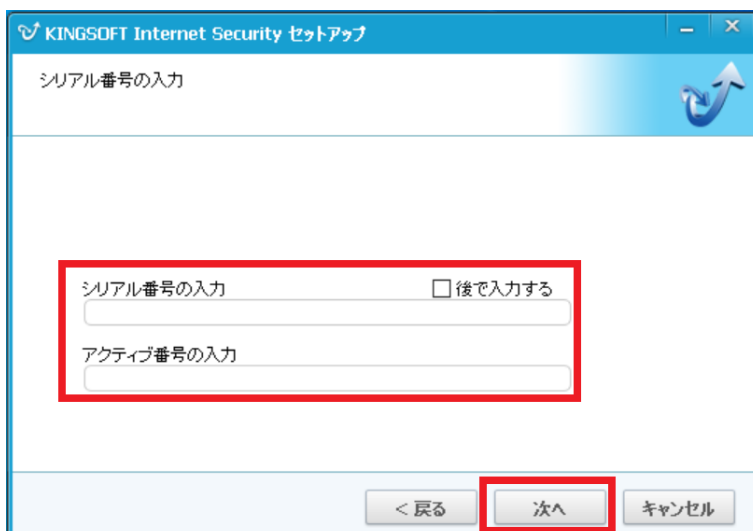 KINGSOFT Internet Security セットアップ
シリアル番号の入力
シリアル番号の入力 後で入力する
アクティブ番号の入力
< 戻る 次へ キャンセル